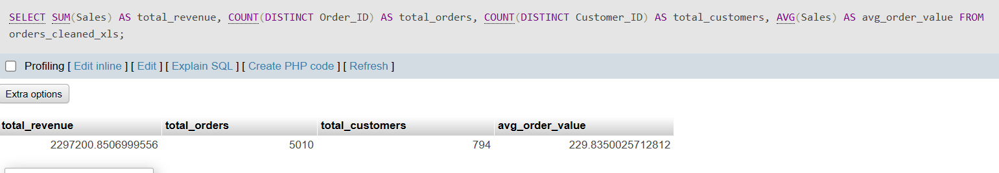 SELECT SUM(Sales) AS total_revenue, COUNT(DISTINCT Order_ID) AS total_orders, COUNT(DISTINCT Customer_ID) AS total_customers, AVG(Sales) AS avg_order_value FROM
orders_cleaned_xls;
Profiling [ Edit inline ] [ Edit ] [ Explain SQL ] [ Create PHP code ] [ Refresh ]
Extra options
total_revenue total_orders total_customers avg_order_value
2297200.8506999556 5010 794 229.8350025712812